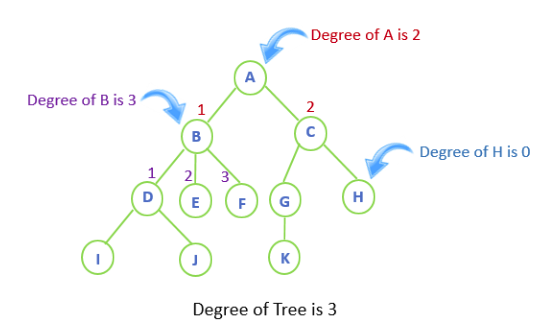 Degree of A is 2
A
Degree of B is 3
1
2
B
C
Degree of H is 0
1
2
3
D
E
F
G
H
I
J
K
Degree of Tree is 3